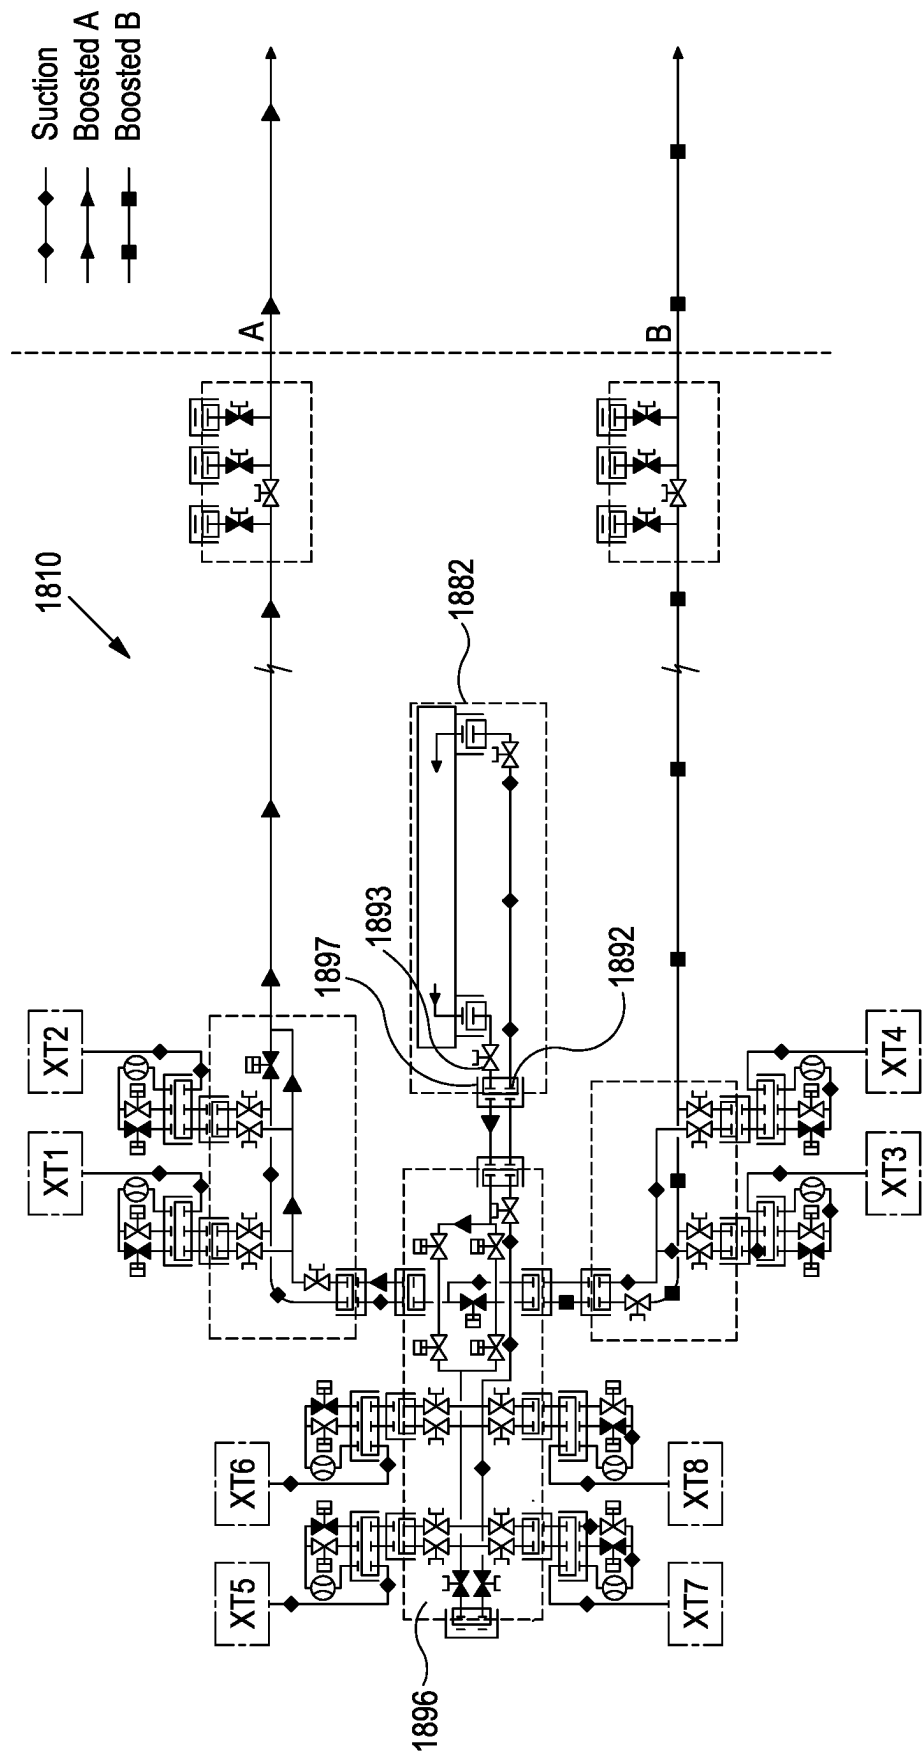 Suction
Boosted A
Boosted B
1810
A
B
1882
1893
1897
1892
XT2
XT1
XT4
XT3
XT6
XT5
XT8
XT7
1896